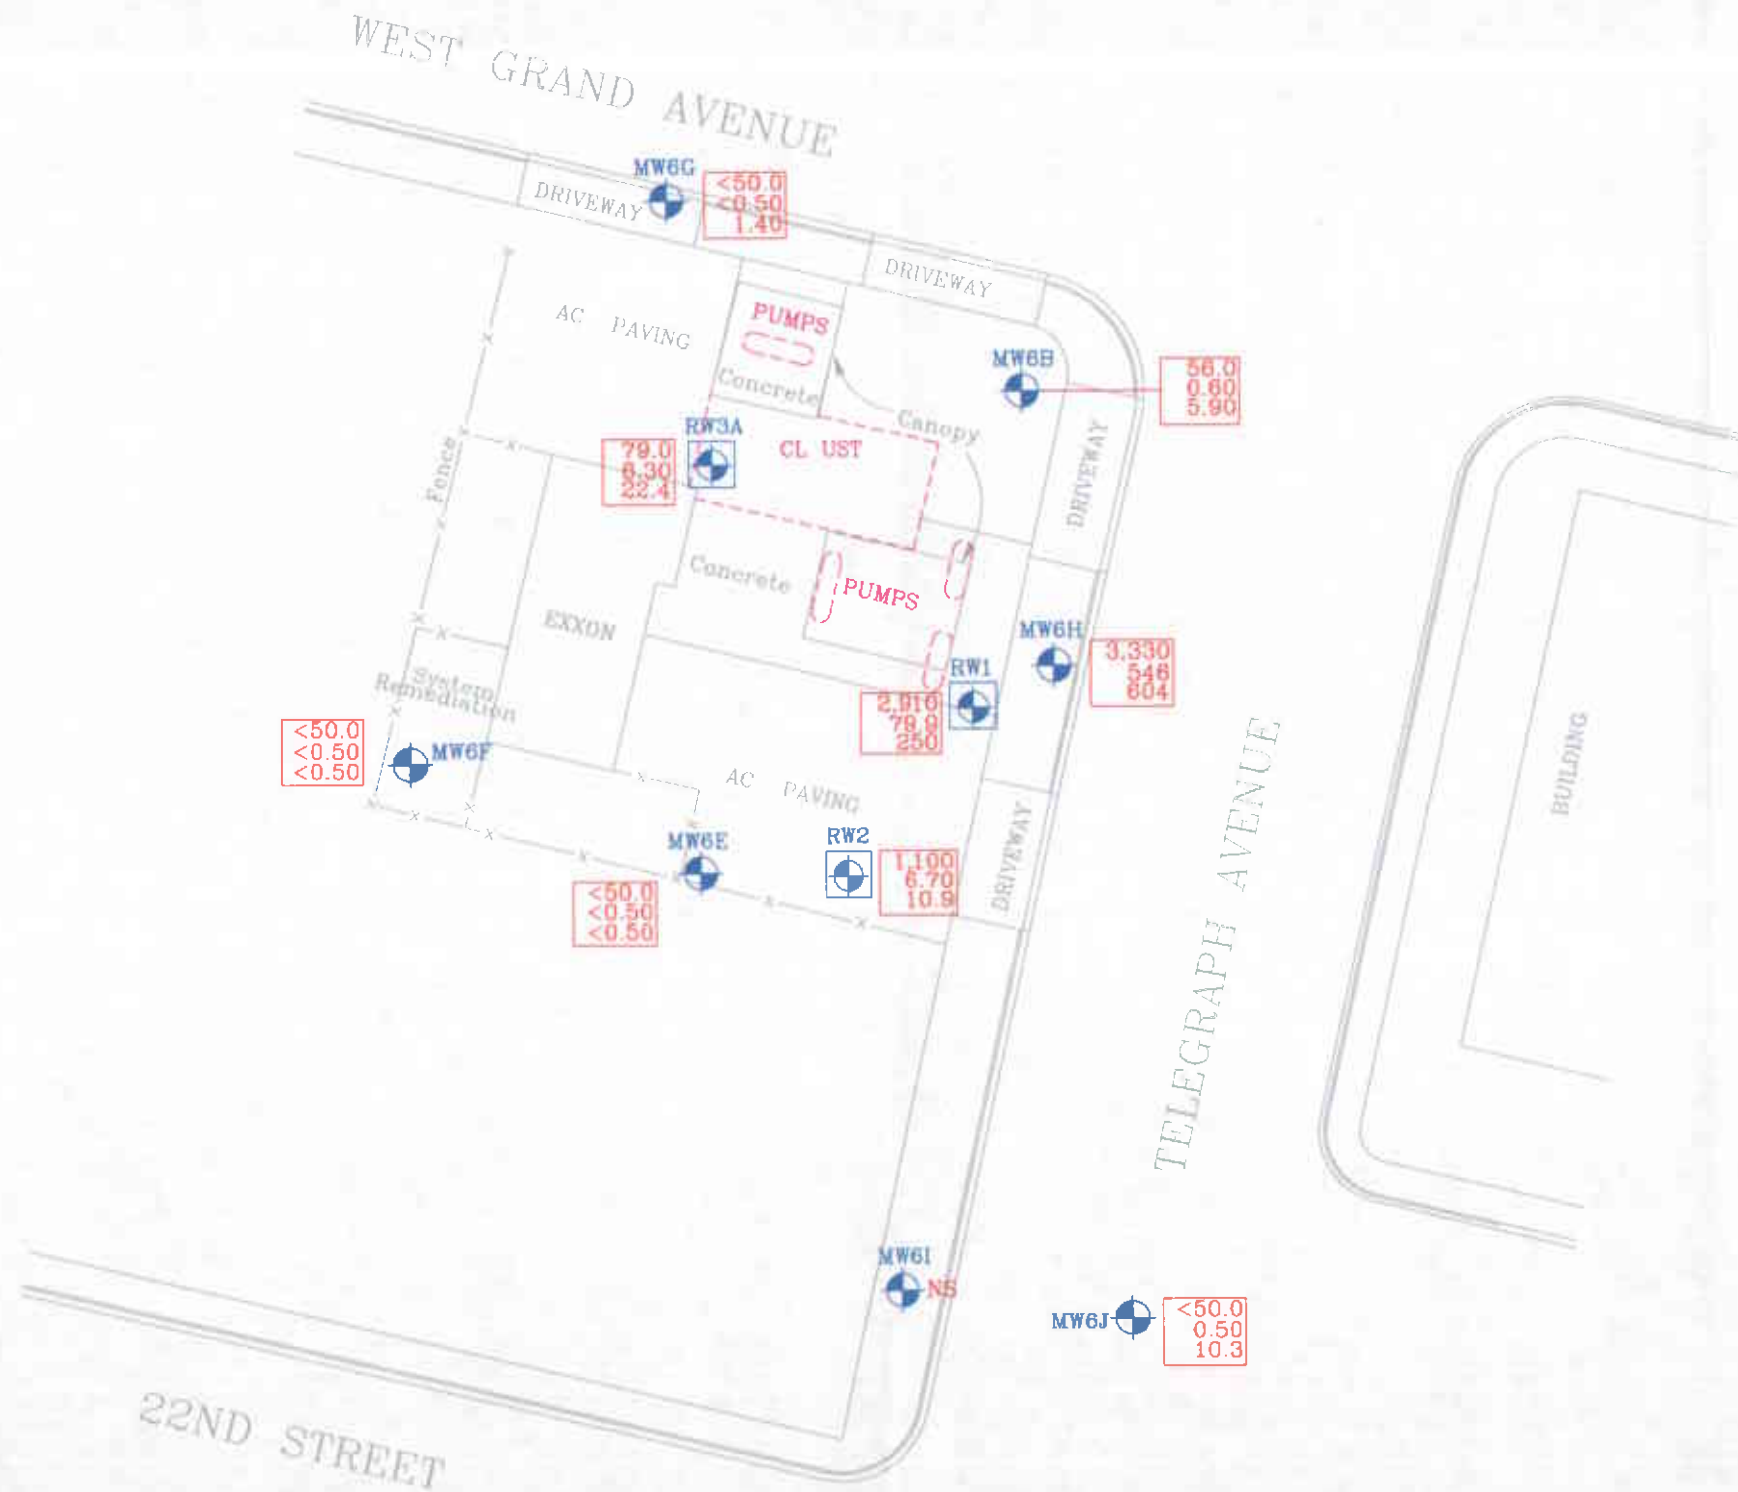 WEST GRAND AVENUE
MW6G
<50.0
<0.50
1.40
DRIVEWAY
DRIVEWAY
AC PAVING
PUMPS
Concrete
MW6B
56.0
0.60
5.90
Canopy
RW3A
79.0
6.30
22.4
CL UST
DRIVEWAY
Fence
Concrete
PUMPS
EXXON
MW6H
3,330
546
604
RW1
2,910
79.9
250
System
Remediation
<50.0
<0.50
<0.50
MW6F
AC PAVING
BUILDING
MW6E
<50.0
<0.50
<0.50
RW2
1,100
6.70
10.9
DRIVEWAY
TELEGRAPH AVENUE
MW6I
NS
MW6J
<50.0
0.50
10.3
22ND STREET